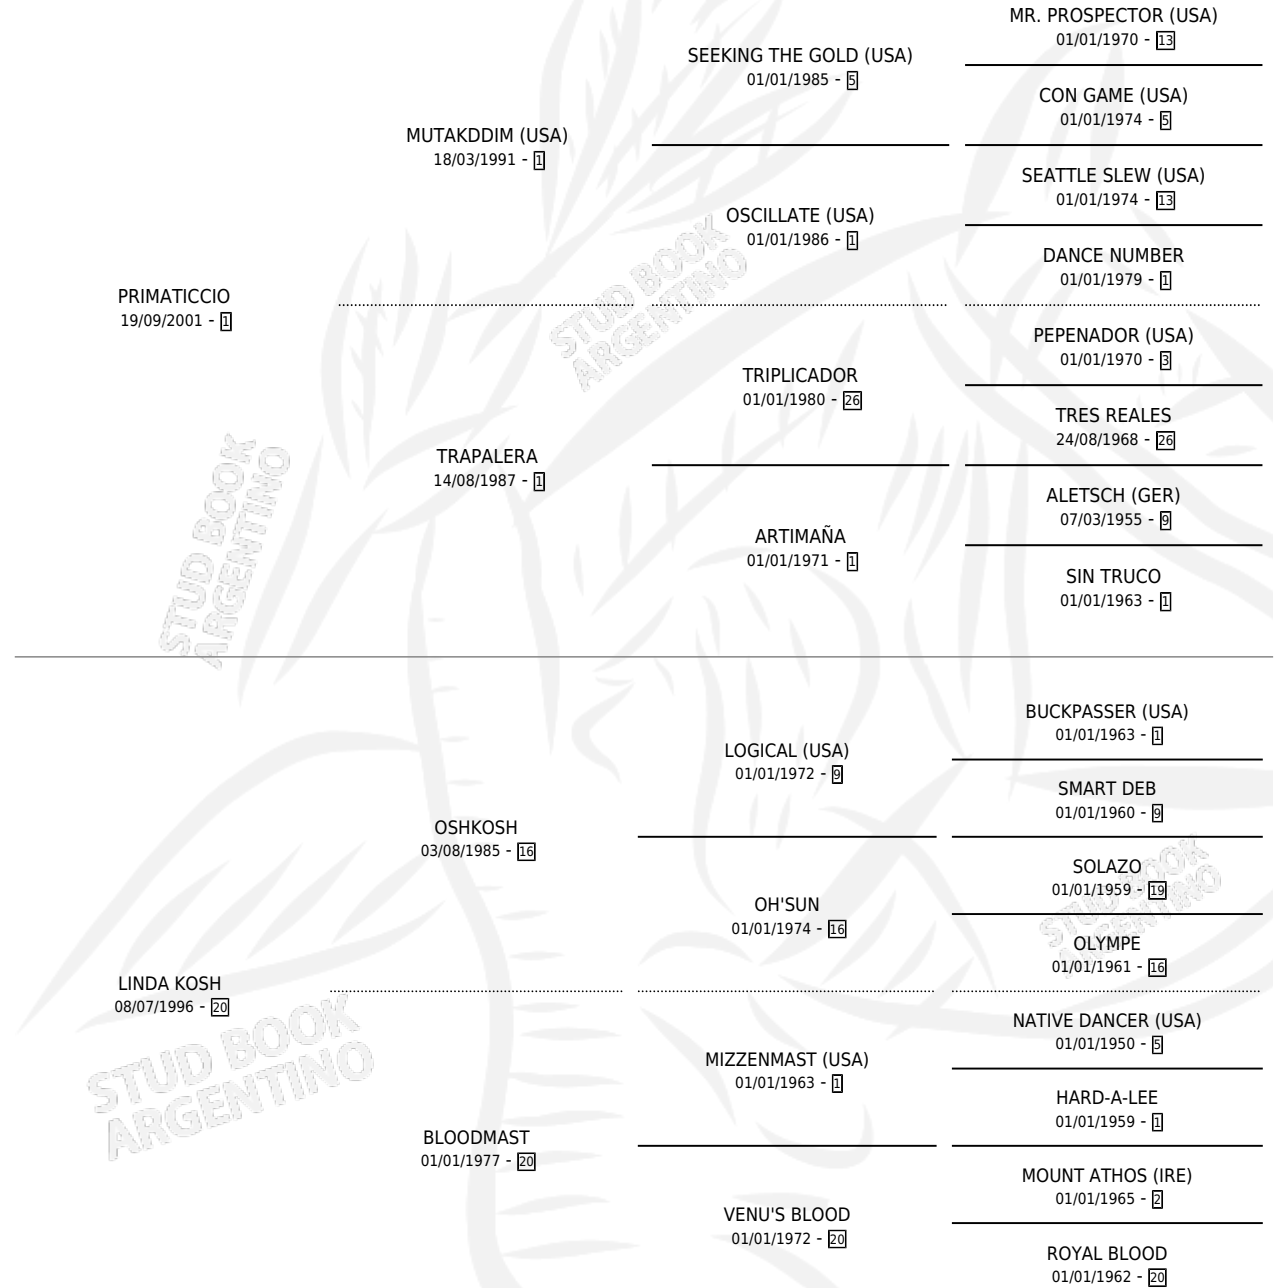 MR. PROSPECTOR (USA)
01/01/1970 - 13
SEEKING THE GOLD (USA)
01/01/1985 - 5
CON GAME (USA)
01/01/1974 - 5
MUTAKDDIM (USA)
18/03/1991 - 1
SEATTLE SLEW (USA)
01/01/1974 - 13
OSCILLATE (USA)
01/01/1986 - 1
DANCE NUMBER
01/01/1979 - 1
PRIMATICCIO
19/09/2001 - 1
STUD BOOK
ARGENTINO
PEPENADOR (USA)
01/01/1970 - 3
TRIPLICADOR
01/01/1980 - 26
TRES REALES
24/08/1968 - 26
TRAPALERA
14/08/1987 - 1
ALETSCH (GER)
07/03/1955 - 9
ARTIMAÑA
01/01/1971 - 1
SIN TRUCO
01/01/1963 - 1
STUD BOOK
ARGENTINO
BUCKPASSER (USA)
01/01/1963 - 1
LOGICAL (USA)
01/01/1972 - 9
SMART DEB
01/01/1960 - 9
OSHKOSH
03/08/1985 - 16
SOLAZO
01/01/1959 - 19
OH'SUN
01/01/1974 - 16
OLYMPE
01/01/1961 - 16
STUD BOOK
ARGENTINO
LINDA KOSH
08/07/1996 - 20
NATIVE DANCER (USA)
01/01/1950 - 5
MIZZENMAST (USA)
01/01/1963 - 1
HARD-A-LEE
01/01/1959 - 1
STUD BOOK
ARGENTINO
BLOODMAST
01/01/1977 - 20
MOUNT ATHOS (IRE)
01/01/1965 - 2
VENU'S BLOOD
01/01/1972 - 20
ROYAL BLOOD
01/01/1962 - 20